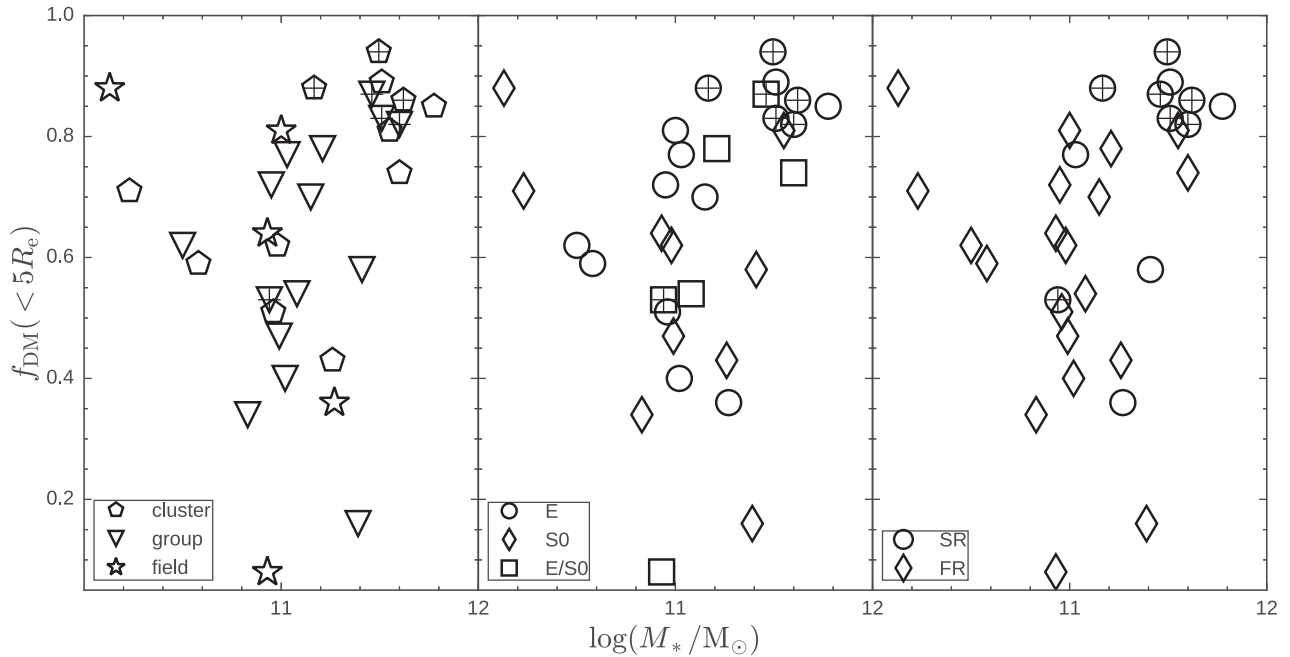 1.0
0.8
0.6
0.4
0.2
f_DM(< 5R_e)
cluster
group
field
E
S0
E/S0
SR
FR
11 12 11 12 11 12
log(M_*/M_⊙)